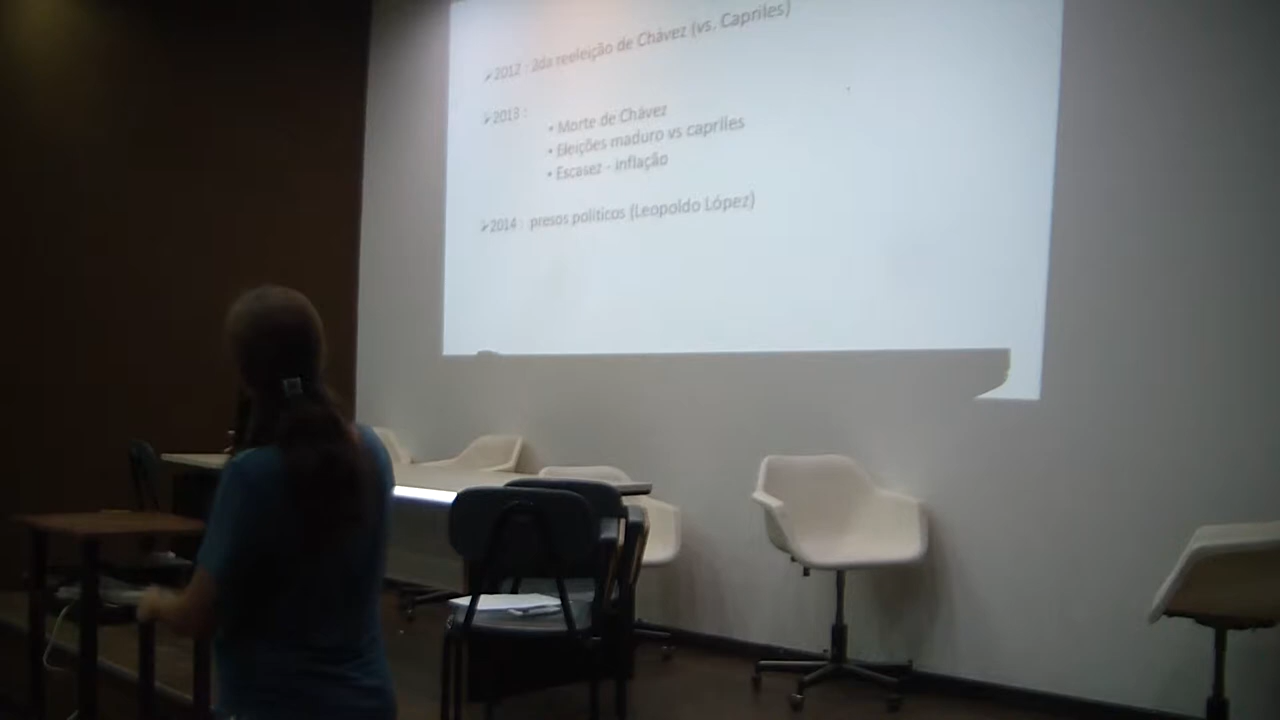 ➢2012 : 2da reeleição de Chávez (vs. Capriles)
➢2013 :
• Morte de Chávez
• Eleições maduro vs capriles
• Escasez - inflação
➢2014 : presos políticos (Leopoldo López)